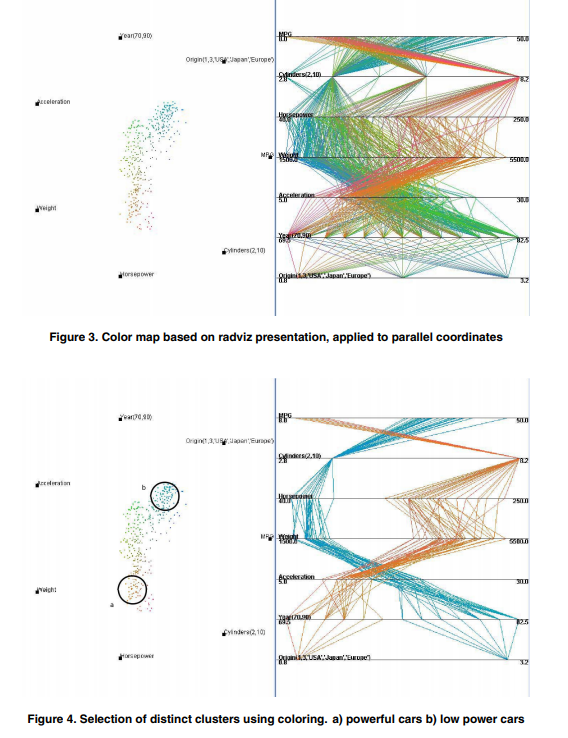 Year(70,90)
Origin(1,3,'USA','Japan','Europe')
Acceleration
Weight
Horsepower
Cylinders(2,10)
MPG
MPG
0.0 50.0
Cylinders(2,10)
2.8 8.2
Horsepower
40.0 250.0
Weight
1500.0 5500.0
Acceleration
5.0 30.0
Year(70,90)
69.5 82.5
Origin(1,3,'USA','Japan','Europe')
0.8 3.2
Figure 3. Color map based on radviz presentation, applied to parallel coordinates
Year(70,90)
Origin(1,3,'USA','Japan','Europe')
Acceleration
b
Weight
a
Horsepower
Cylinders(2,10)
MPG
MPG
0.0 50.0
Cylinders(2,10)
2.8 8.2
Horsepower
40.0 250.0
Weight
1500.0 5500.0
Acceleration
5.0 30.0
Year(70,90)
69.5 82.5
Origin(1,3,'USA','Japan','Europe')
0.8 3.2
Figure 4. Selection of distinct clusters using coloring. a) powerful cars b) low power cars